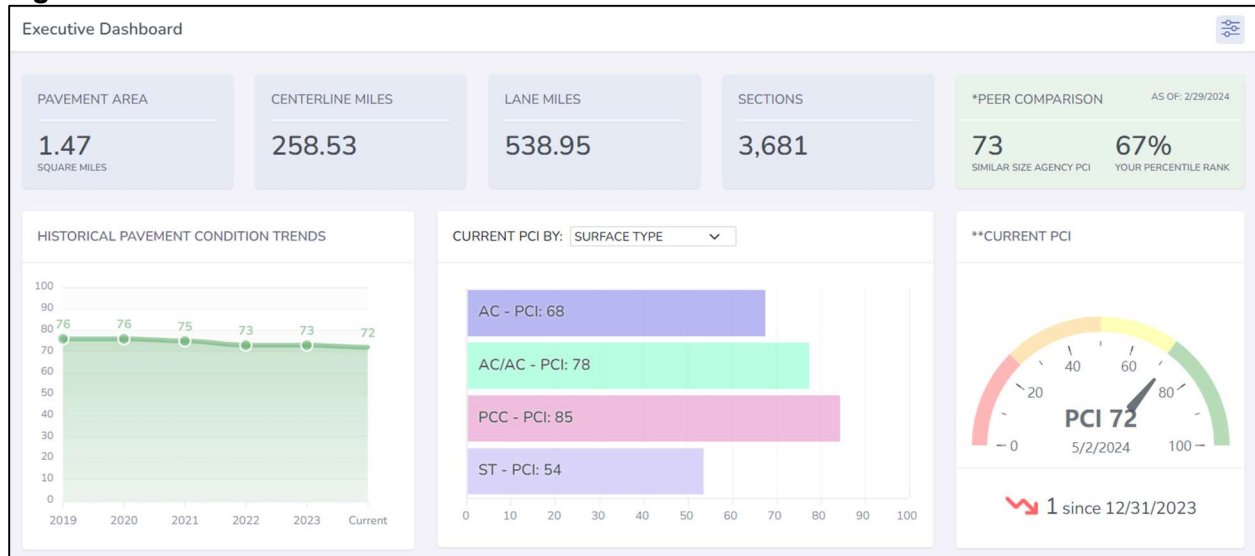 Executive Dashboard
PAVEMENT AREA
1.47
SQUARE MILES
CENTERLINE MILES
258.53
LANE MILES
538.95
SECTIONS
3,681
*PEER COMPARISON
AS OF: 2/29/2024
73
SIMILAR SIZE AGENCY PCI
67%
YOUR PERCENTILE RANK
HISTORICAL PAVEMENT CONDITION TRENDS
100
90
80
70
60
50
40
30
20
10
0
76
76
75
73
73
72
2019
2020
2021
2022
2023
Current
CURRENT PCI BY: SURFACE TYPE
AC - PCI: 68
AC/AC - PCI: 78
PCC - PCI: 85
ST - PCI: 54
0
10
20
30
40
50
60
70
80
90
100
**CURRENT PCI
0
20
40
60
80
100
PCI 72
5/2/2024
1 since 12/31/2023